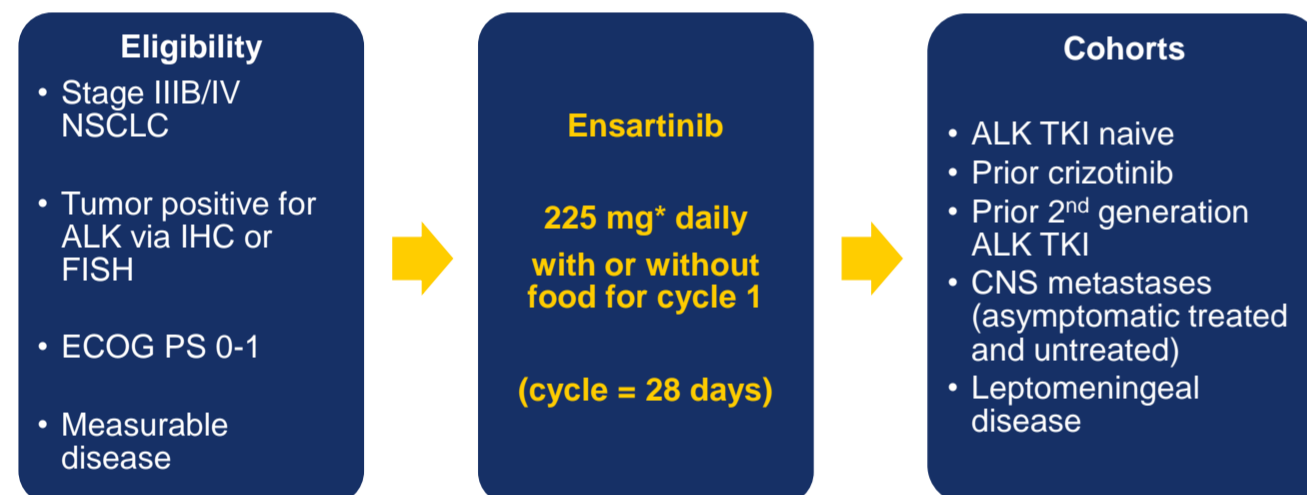 Eligibility
• Stage IIIB/IV
NSCLC
• Tumor positive for
ALK via IHC or
FISH
• ECOG PS 0-1
• Measurable
disease
Ensartinib
225 mg* daily
with or without
food for cycle 1
(cycle = 28 days)
Cohorts
• ALK TKI naive
• Prior crizotinib
• Prior 2nd generation
ALK TKI
• CNS metastases
(asymptomatic treated
and untreated)
• Leptomeningeal
disease